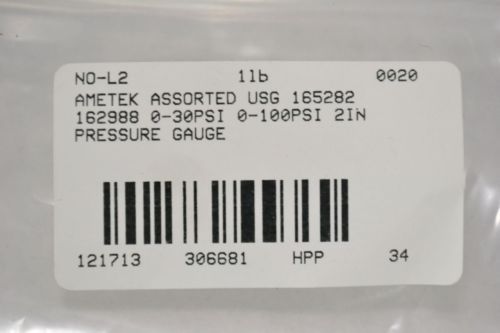 NO-L2 1lb 0020
AMETEK ASSORTED USG 165282
162988 0-30PSI 0-100PSI 2IN
PRESSURE GAUGE
121713 306681 HPP 34